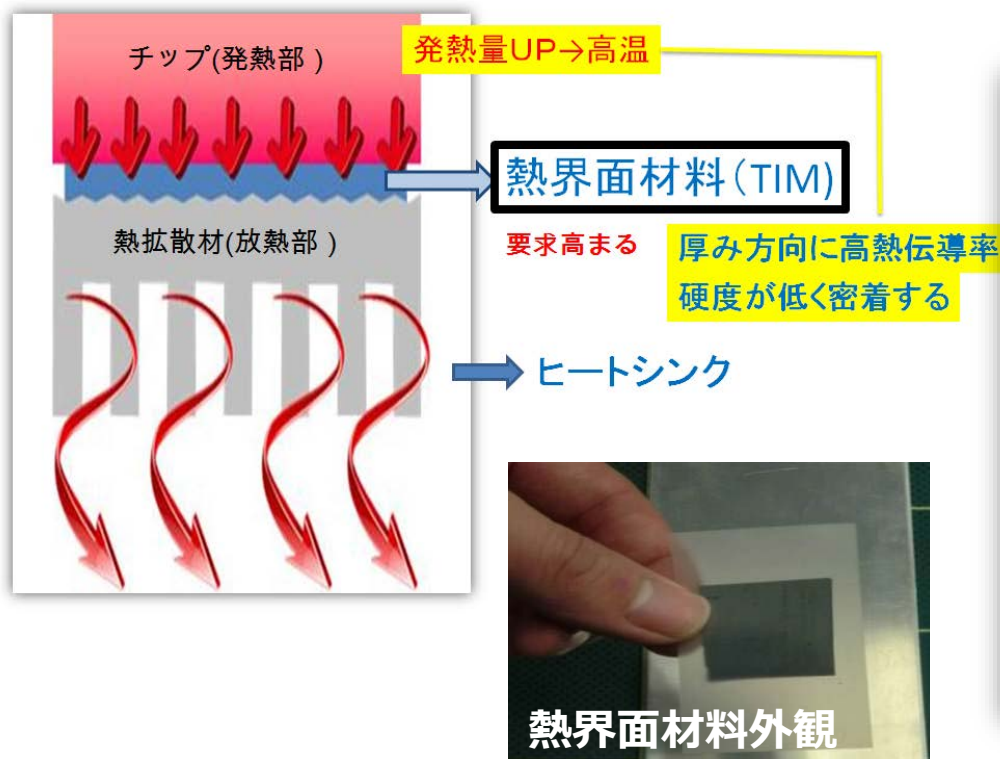 チップ(発熱部)
発熱量UP→高温
熱界面材料(TIM)
熱拡散材(放熱部)
要求高まる
厚み方向に高熱伝導率
硬度が低く密着する
ヒートシンク
熱界面材料外観